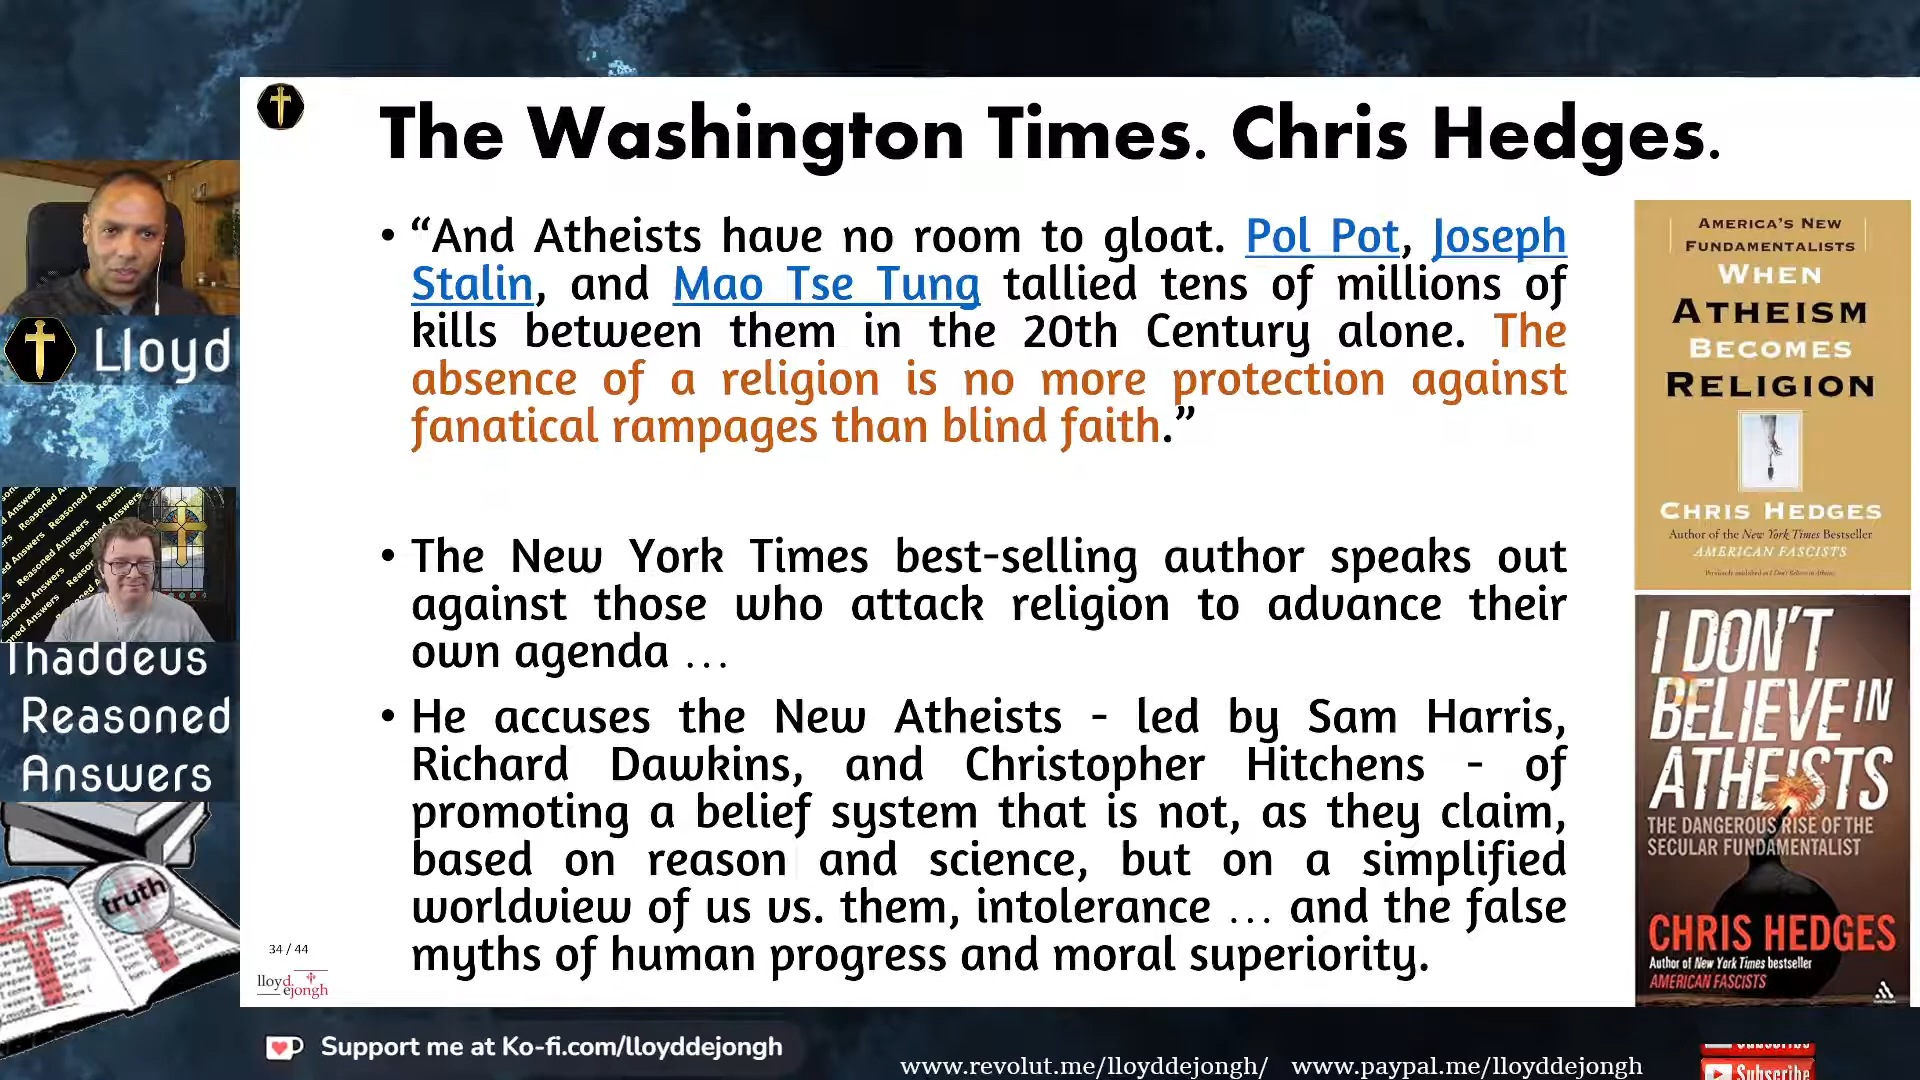 The Washington Times. Chris Hedges.
• “And Atheists have no room to gloat. Pol Pot, Joseph
Stalin, and Mao Tse Tung tallied tens of millions of
kills between them in the 20th Century alone. The
absence of a religion is no more protection against
fanatical rampages than blind faith.”
• The New York Times best-selling author speaks out
against those who attack religion to advance their
own agenda …
• He accuses the New Atheists - led by Sam Harris,
Richard Dawkins, and Christopher Hitchens - of
promoting a belief system that is not, as they claim,
based on reason and science, but on a simplified
worldview of us vs. them, intolerance … and the false
myths of human progress and moral superiority.
34 / 44
lloyd
dejongh
AMERICA'S NEW
FUNDAMENTALISTS
WHEN
ATHEISM
BECOMES
RELIGION
CHRIS HEDGES
Author of the New York Times Bestseller
AMERICAN FASCISTS
I DON'T
BELIEVE IN
ATHEISTS
THE DANGEROUS RISE OF THE
SECULAR FUNDAMENTALIST
CHRIS HEDGES
Author of New York Times bestseller
AMERICAN FASCISTS
Lloyd
Reasoned Answers
Thaddeus
Reasoned
Answers
truth
Support me at Ko-fi.com/lloyddejongh
www.revolut.me/lloyddejongh/ www.paypal.me/lloyddejongh
Subscribe
Subscribe